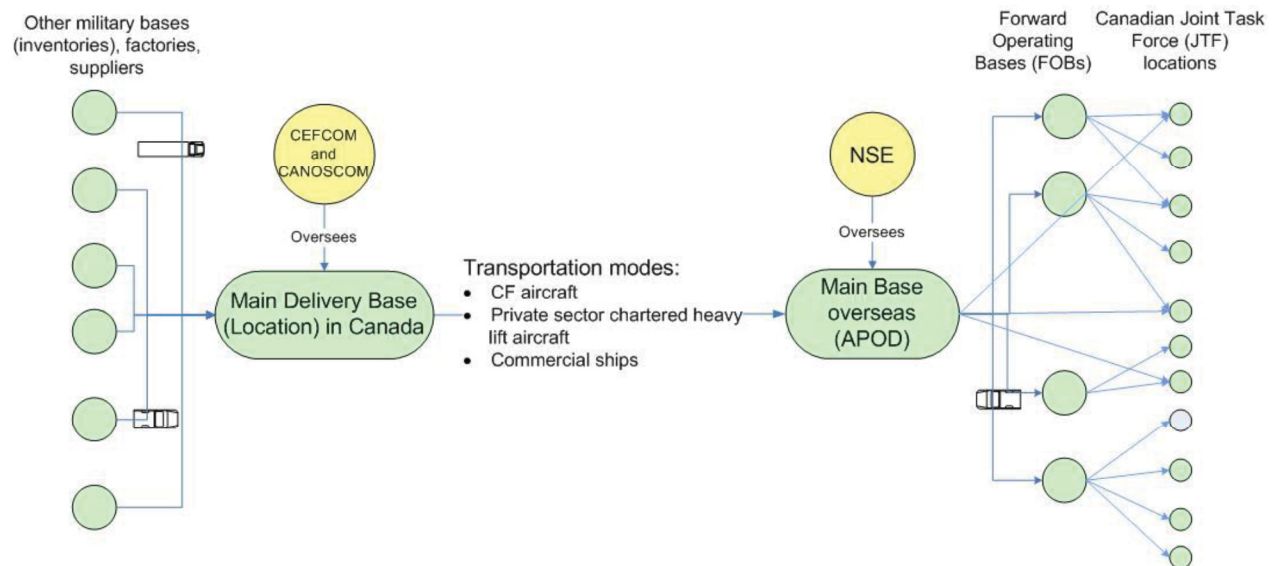 Other military bases
(inventories), factories,
suppliers
CEFCOM
and
CANOSCOM
Oversees
Main Delivery Base
(Location) in Canada
Transportation modes:
• CF aircraft
• Private sector chartered heavy
lift aircraft
• Commercial ships
NSE
Oversees
Main Base
overseas
(APOD)
Forward
Operating
Bases (FOBs)
Canadian Joint Task
Force (JTF)
locations